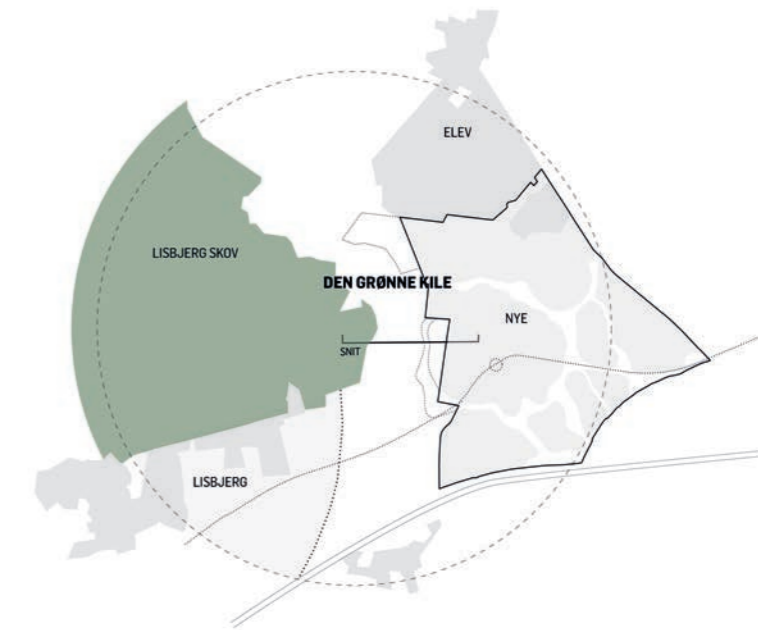 ELEV
LISBJERG SKOV
DEN GRØNNE KILE
NYE
SNIT
LISBJERG